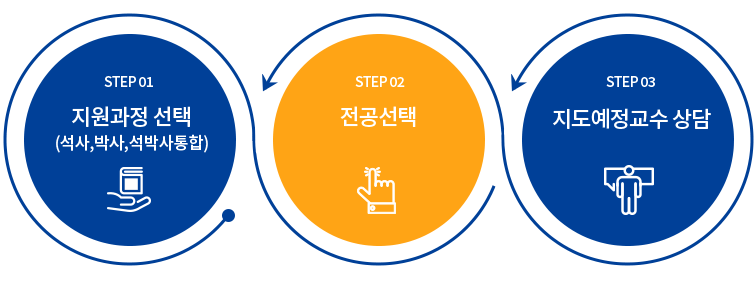 STEP 01
지원과정 선택
(석사,박사,석박사통합)
STEP 02
전공선택
STEP 03
지도예정교수 상담